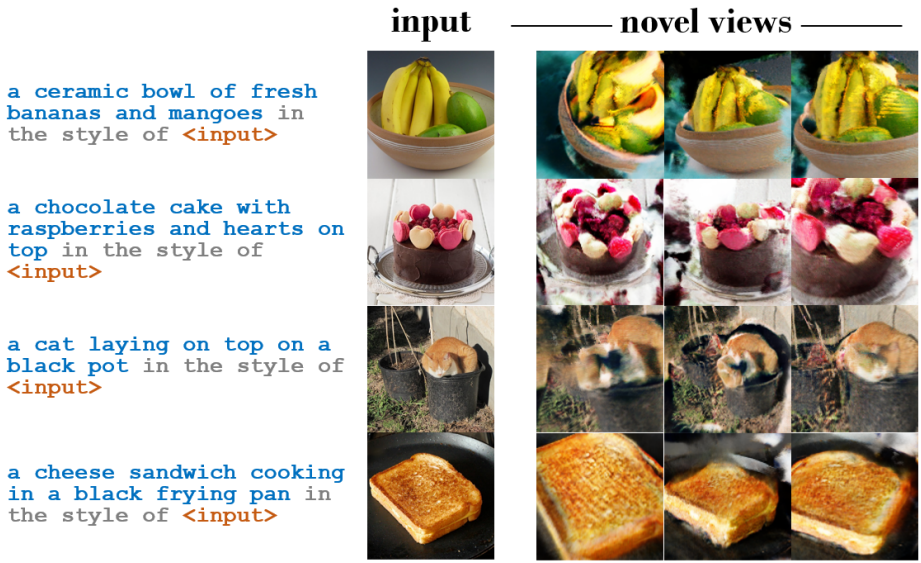 input novel views
a ceramic bowl of fresh
bananas and mangoes in
the style of <input>
a chocolate cake with
raspberries and hearts on
top in the style of
<input>
a cat laying on top on a
black pot in the style of
<input>
a cheese sandwich cooking
in a black frying pan in
the style of <input>